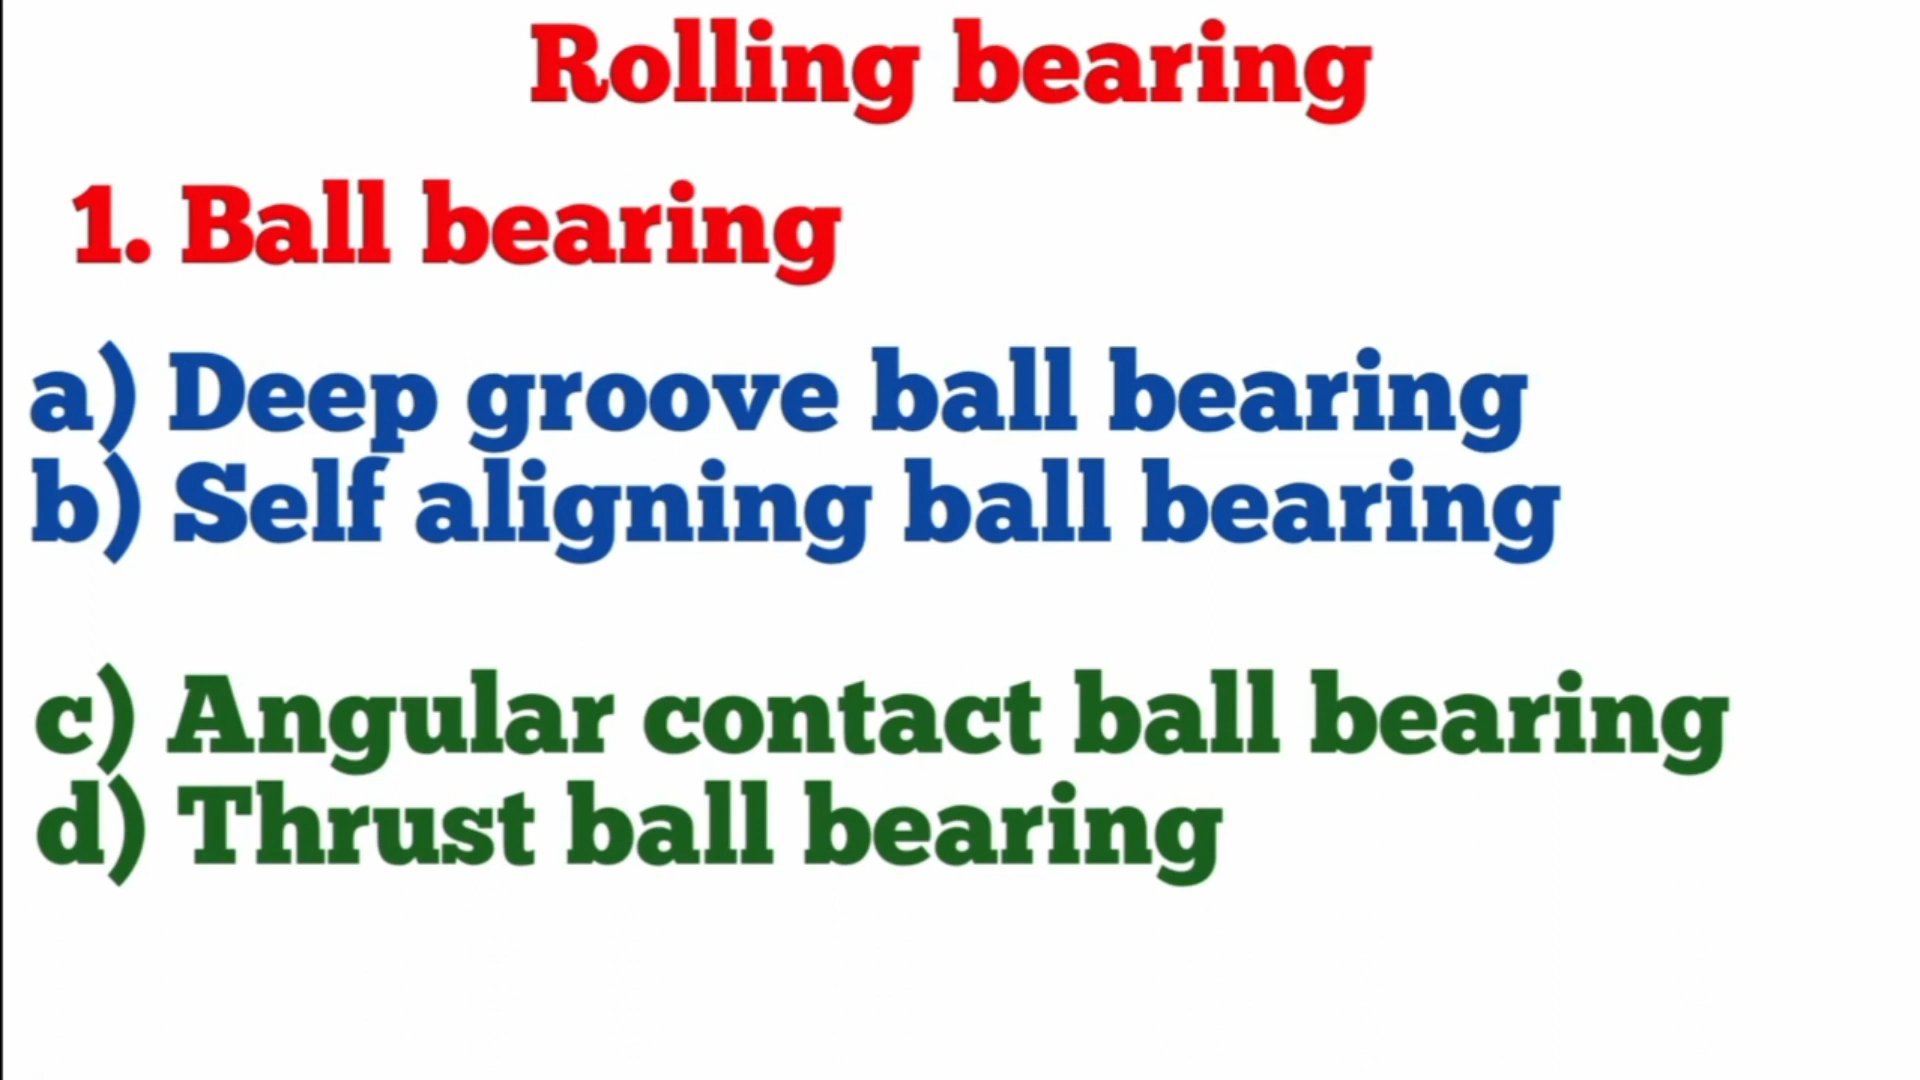 Rolling bearing
1. Ball bearing
a) Deep groove ball bearing
b) Self aligning ball bearing
c) Angular contact ball bearing
d) Thrust ball bearing